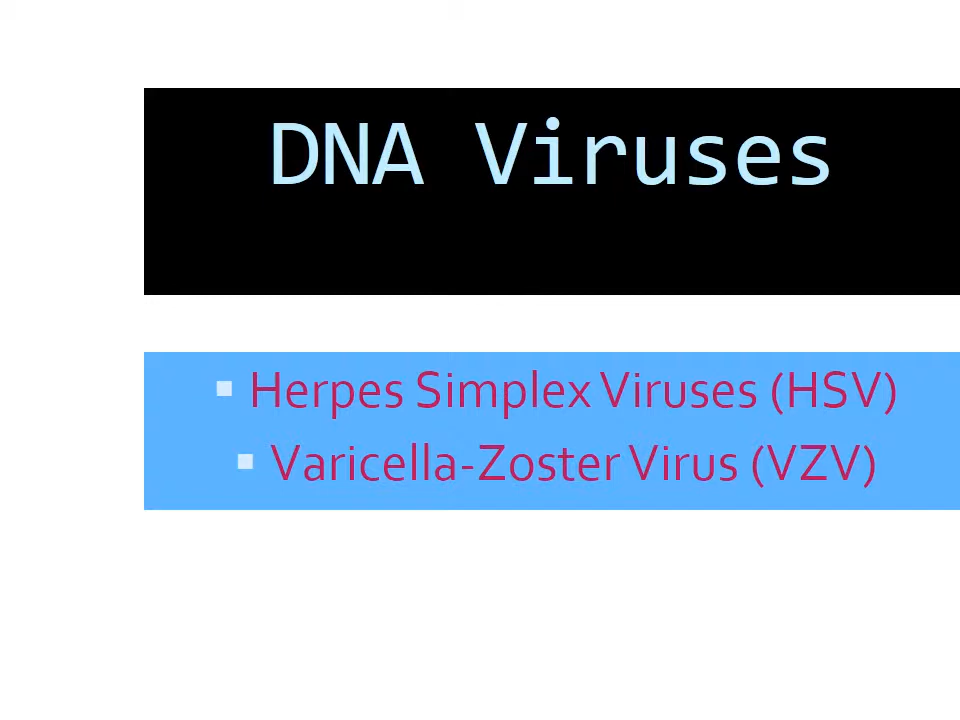 DNA Viruses
▪ Herpes Simplex Viruses (HSV)
▪ Varicella-Zoster Virus (VZV)